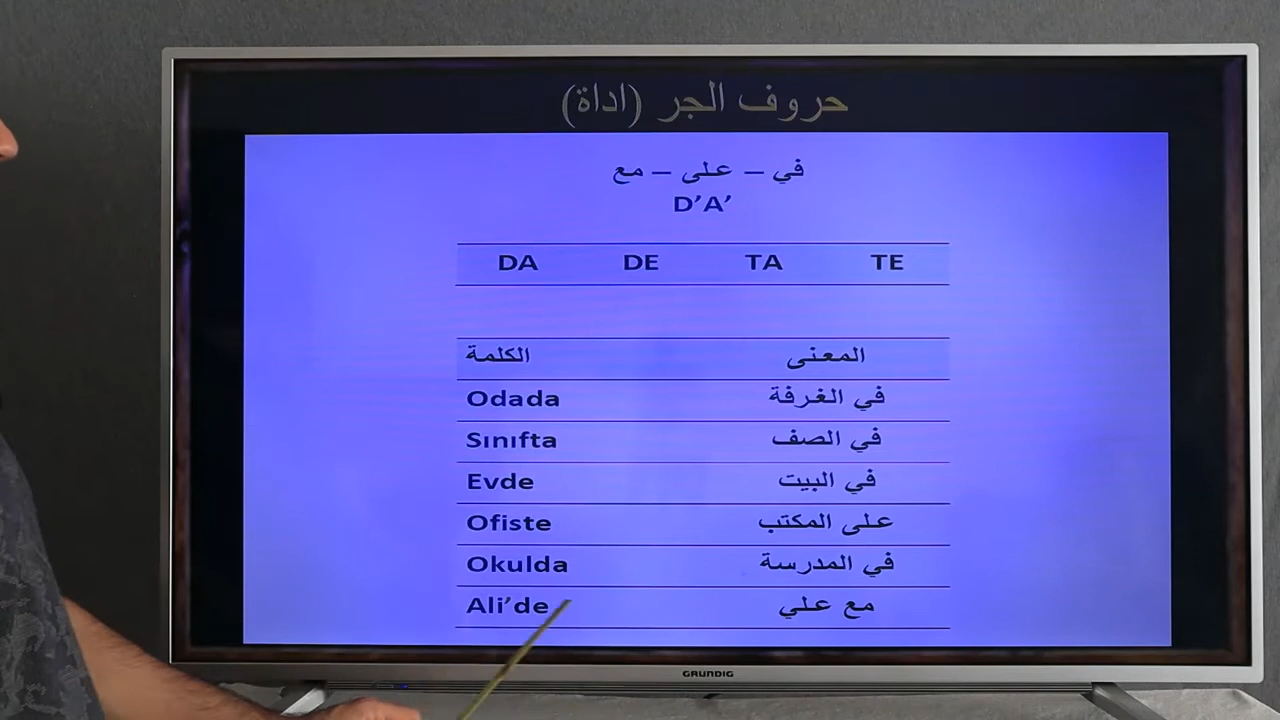 حروف الجر (اداة)
في – على – مع
D’A’
DA DE TA TE
الكلمة المعنى
Odada في الغرفة
Sınıfta في الصف
Evde في البيت
Ofiste على المكتب
Okulda في المدرسة
Ali’de مع علي
GRUNDIG